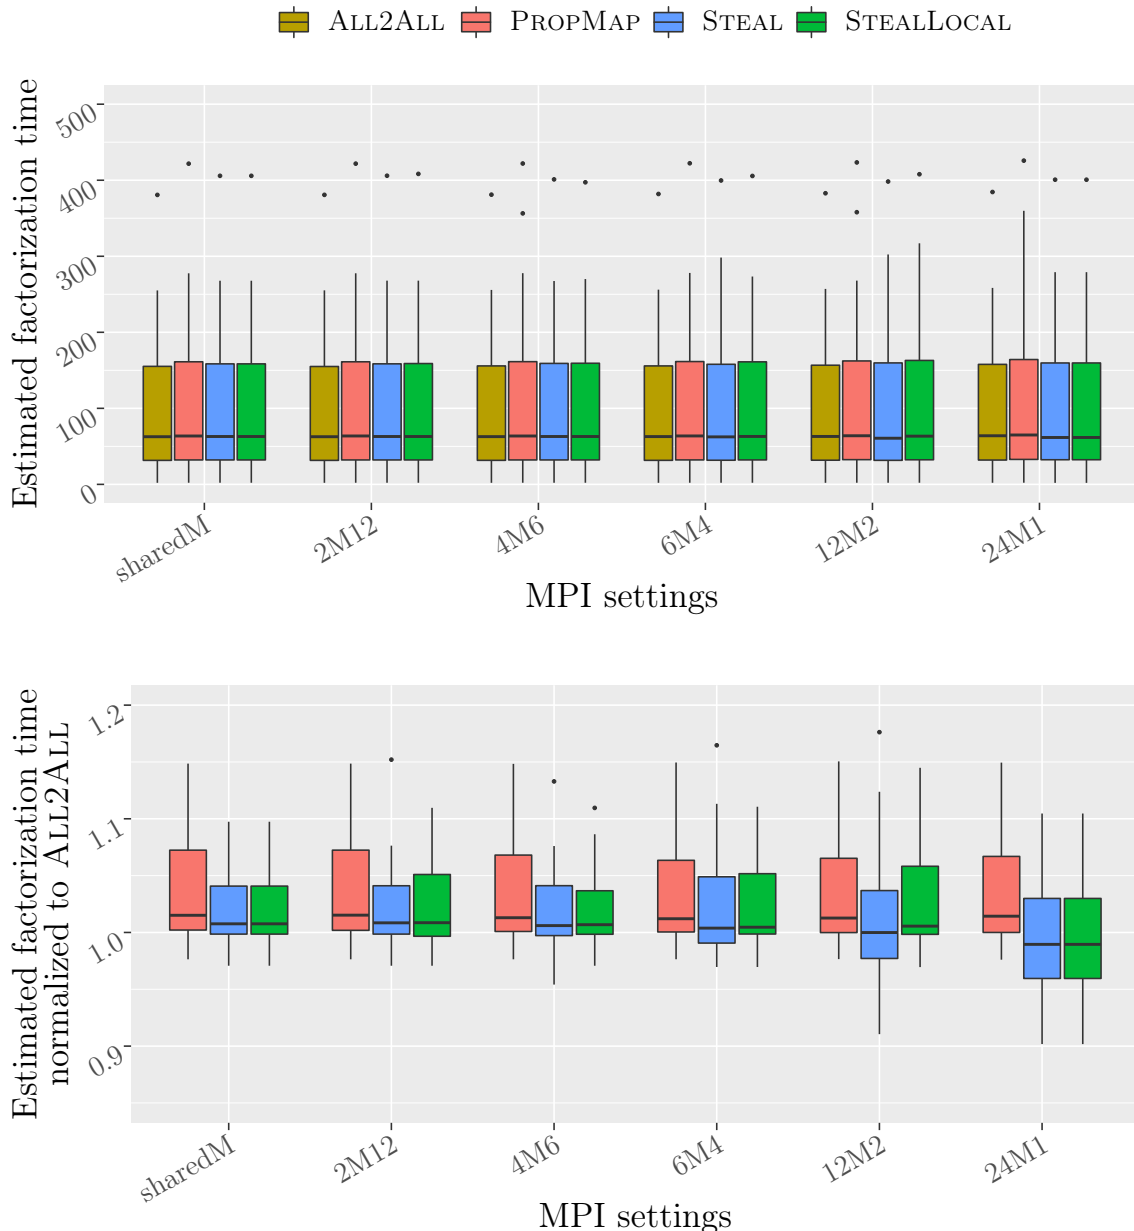 ALL2ALL PROPMAP STEAL STEALLOCAL
Estimated factorization time
500
400
300
200
100
0
sharedM 2M12 4M6 6M4 12M2 24M1
MPI settings
Estimated factorization time
normalized to ALL2ALL
1.2
1.1
1.0
0.9
sharedM 2M12 4M6 6M4 12M2 24M1
MPI settings